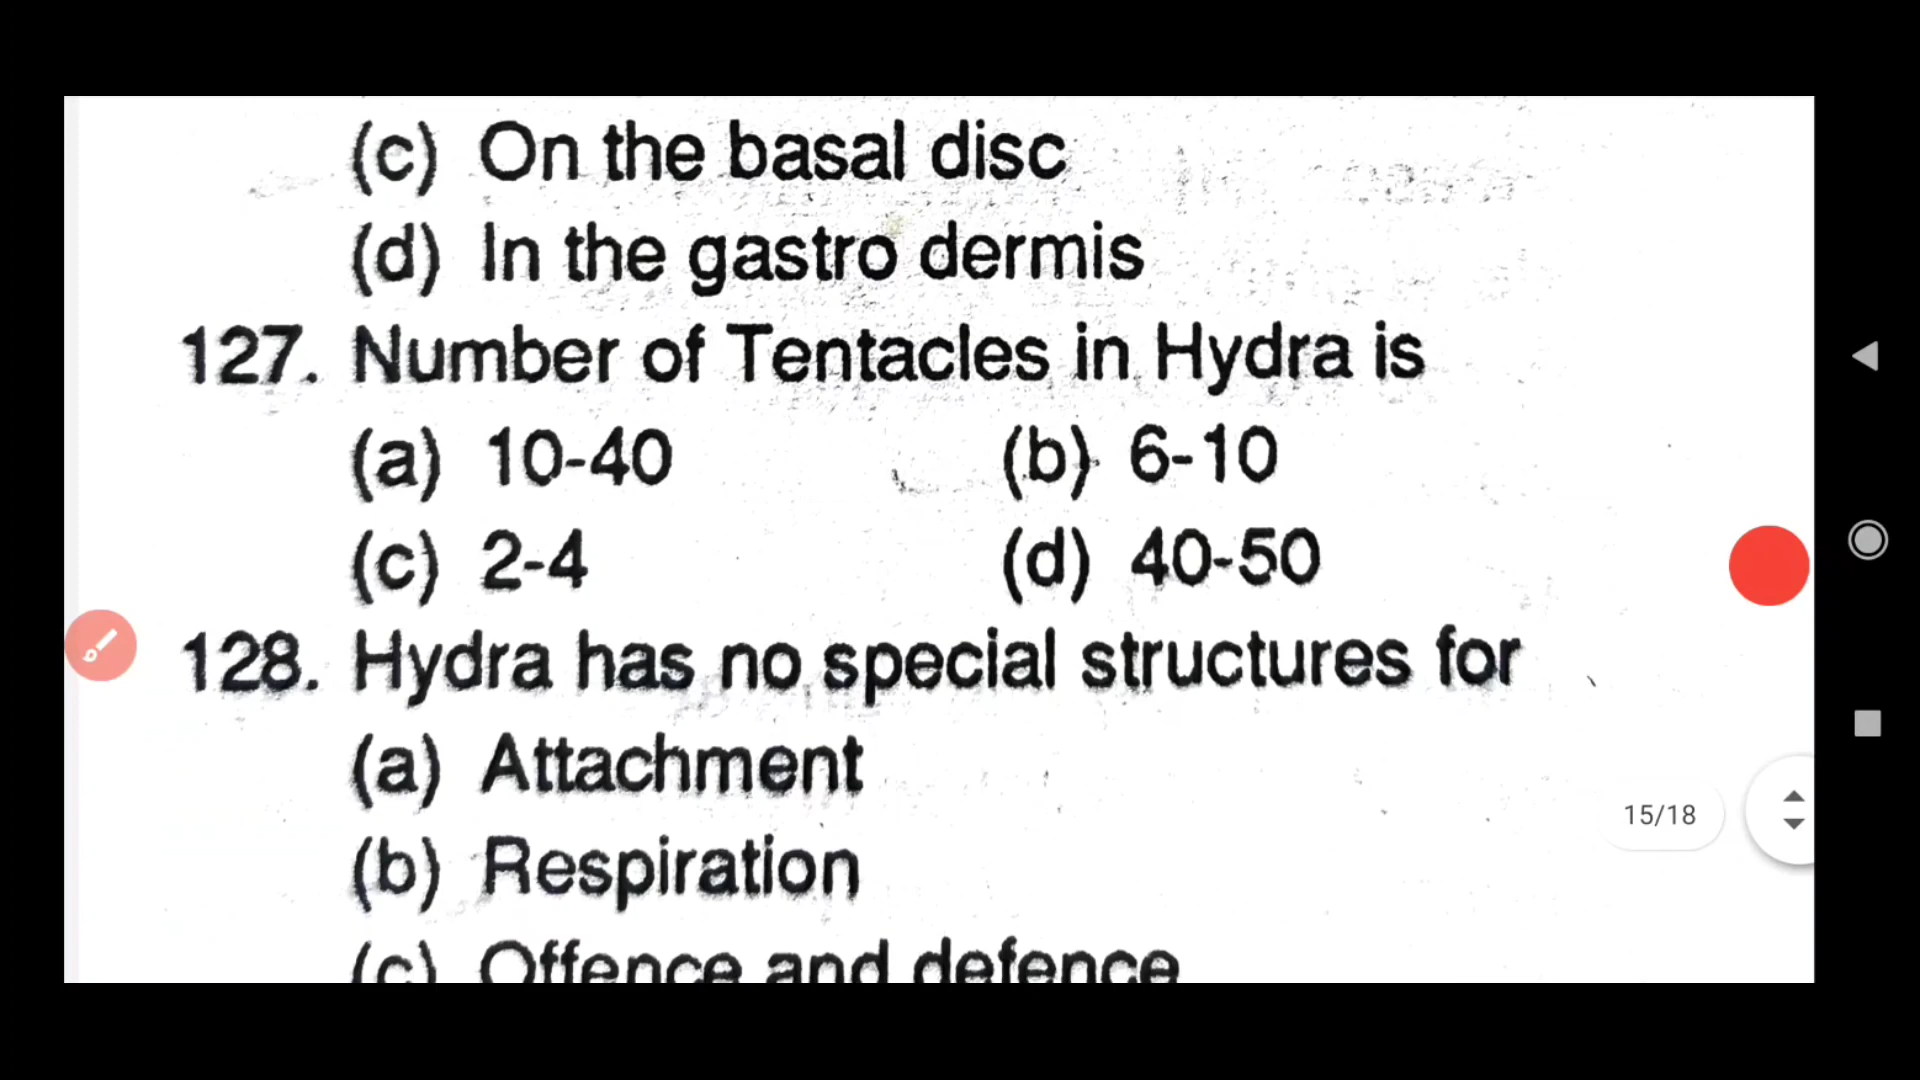 (c) On the basal disc
(d) In the gastro dermis
127. Number of Tentacles in Hydra is
(a) 10-40 (b) 6-10
(c) 2-4 (d) 40-50
128. Hydra has no special structures for
(a) Attachment
(b) Respiration
15/18
(c) Offence and defence